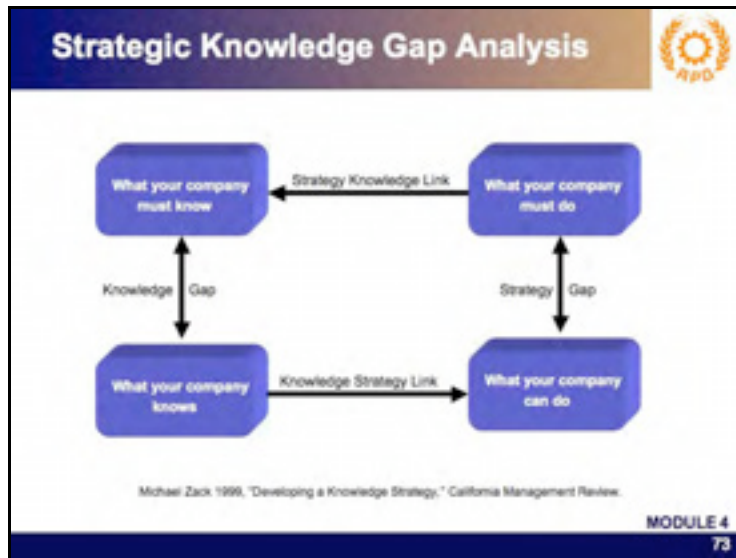 Strategic Knowledge Gap Analysis
APO
What your company
must know
Strategy Knowledge Link
What your company
must do
Knowledge Gap
Strategy Gap
What your company
knows
Knowledge Strategy Link
What your company
can do
Michael Zack 1999, "Developing a Knowledge Strategy," California Management Review.
MODULE 4
73